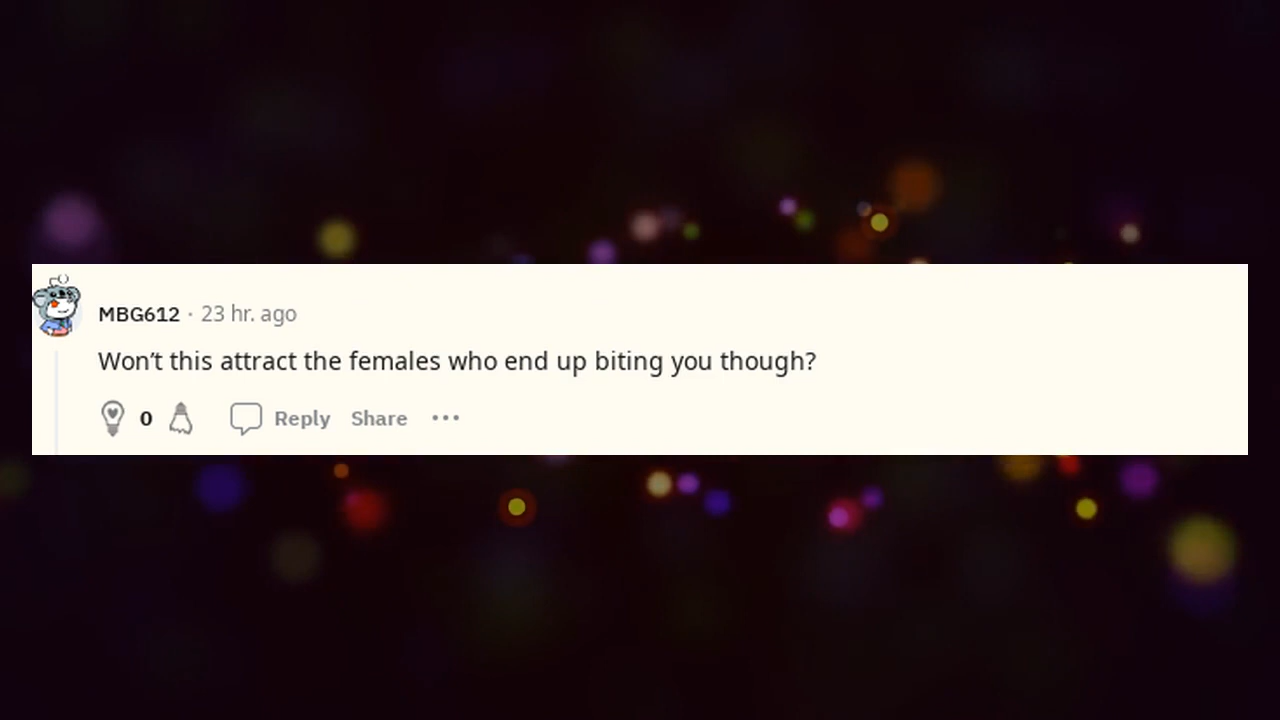 MBG612 · 23 hr. ago
Won’t this attract the females who end up biting you though?
0 Reply Share •••